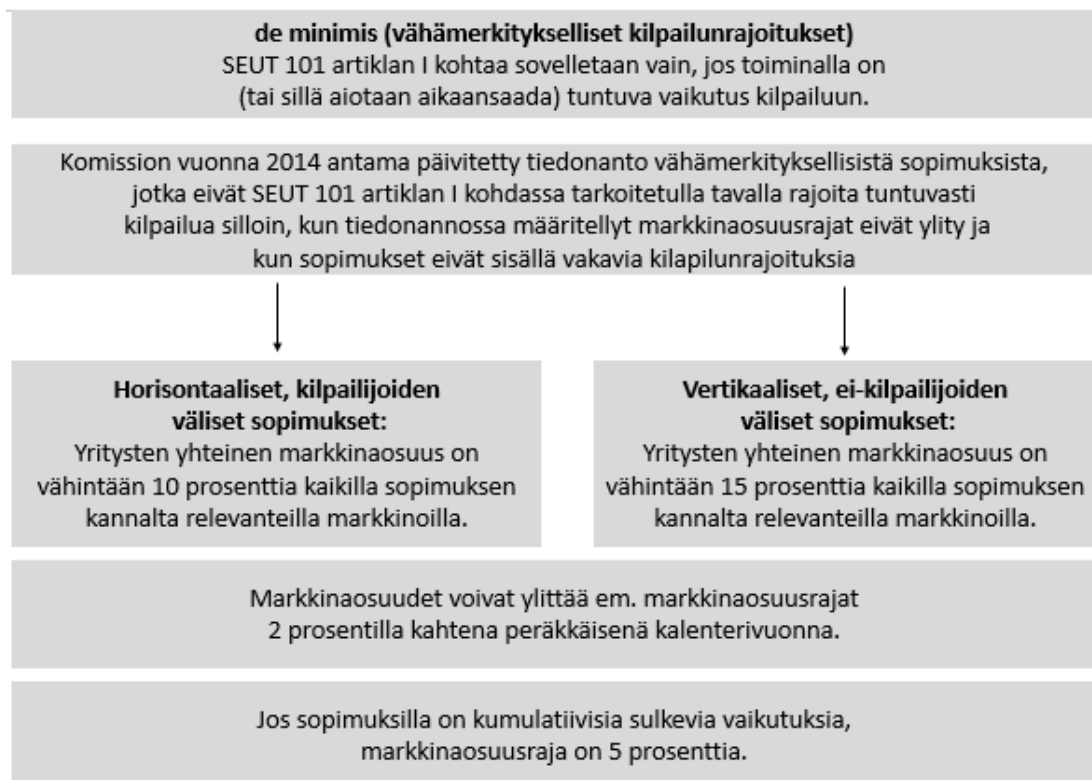 de minimis (vähämerkitykselliset kilpailunrajoitukset)
SEUT 101 artiklan I kohtaa sovelletaan vain, jos toiminalla on
(tai sillä aiotaan aikaansaada) tuntuva vaikutus kilpailuun.
Komission vuonna 2014 antama päivitetty tiedonanto vähämerkityksellisistä sopimuksista,
jotka eivät SEUT 101 artiklan I kohdassa tarkoitetulla tavalla rajoita tuntuvasti
kilpailua silloin, kun tiedonannossa määritellyt markkinaosuusrajat eivät ylity ja
kun sopimukset eivät sisällä vakavia kilapilunrajoituksia
Horisontaaliset, kilpailijoiden
väliset sopimukset:
Yritysten yhteinen markkinaosuus on
vähintään 10 prosenttia kaikilla sopimuksen
kannalta relevanteilla markkinoilla.
Vertikaaliset, ei-kilpailijoiden
väliset sopimukset:
Yritysten yhteinen markkinaosuus on
vähintään 15 prosenttia kaikilla sopimuksen
kannalta relevanteilla markkinoilla.
Markkinaosuudet voivat ylittää em. markkinaosuusrajat
2 prosentilla kahtena peräkkäisenä kalenterivuonna.
Jos sopimuksilla on kumulatiivisia sulkevia vaikutuksia,
markkinaosuusraja on 5 prosenttia.